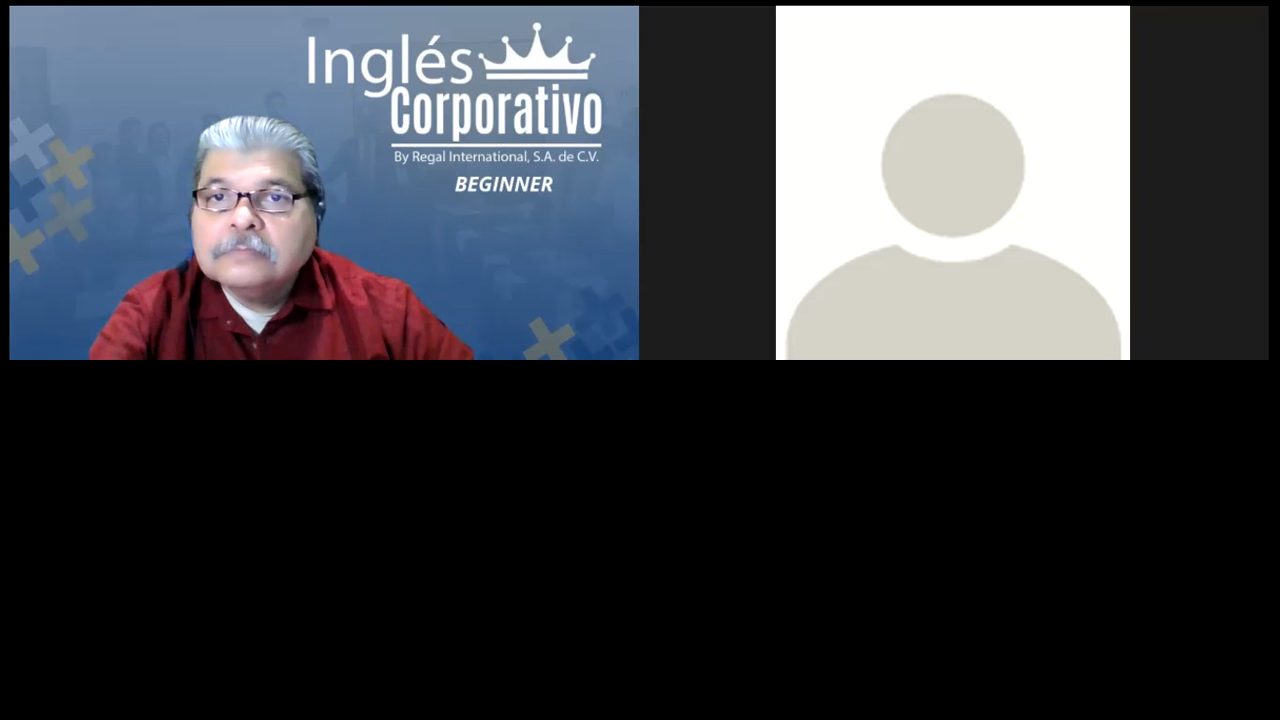 Inglés
Corporativo
By Regal International, S.A. de C.V.
BEGINNER